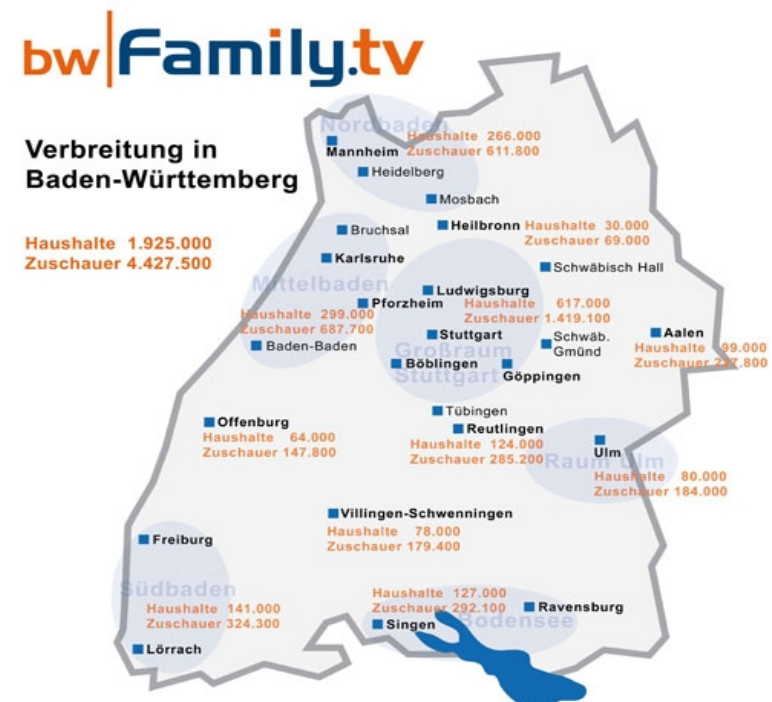 bw|Family.tv
Verbreitung in
Baden-Württemberg
Haushalte 1.925.000
Zuschauer 4.427.500
Nordbaden
Haushalte 266.000
Mannheim
Zuschauer 611.800
Heidelberg
Mosbach
Bruchsal
Heilbronn
Haushalte 30.000
Zuschauer 69.000
Karlsruhe
Schwäbisch Hall
Mittelbaden
Ludwigsburg
Pforzheim
Haushalte 617.000
Zuschauer 1.419.100
Haushalte 299.000
Zuschauer 687.700
Stuttgart
Schwäb.
Gmünd
Aalen
Haushalte 99.000
Zuschauer 227.800
Baden-Baden
Großraum
Stuttgart
Böblingen
Göppingen
Tübingen
Offenburg
Haushalte 64.000
Zuschauer 147.800
Reutlingen
Haushalte 124.000
Zuschauer 285.200
Ulm
Raum Ulm
Haushalte 80.000
Zuschauer 184.000
Villingen-Schwenningen
Haushalte 78.000
Zuschauer 179.400
Freiburg
Südbaden
Haushalte 141.000
Zuschauer 324.300
Lörrach
Haushalte 127.000
Zuschauer 292.100
Ravensburg
Singen
Bodensee